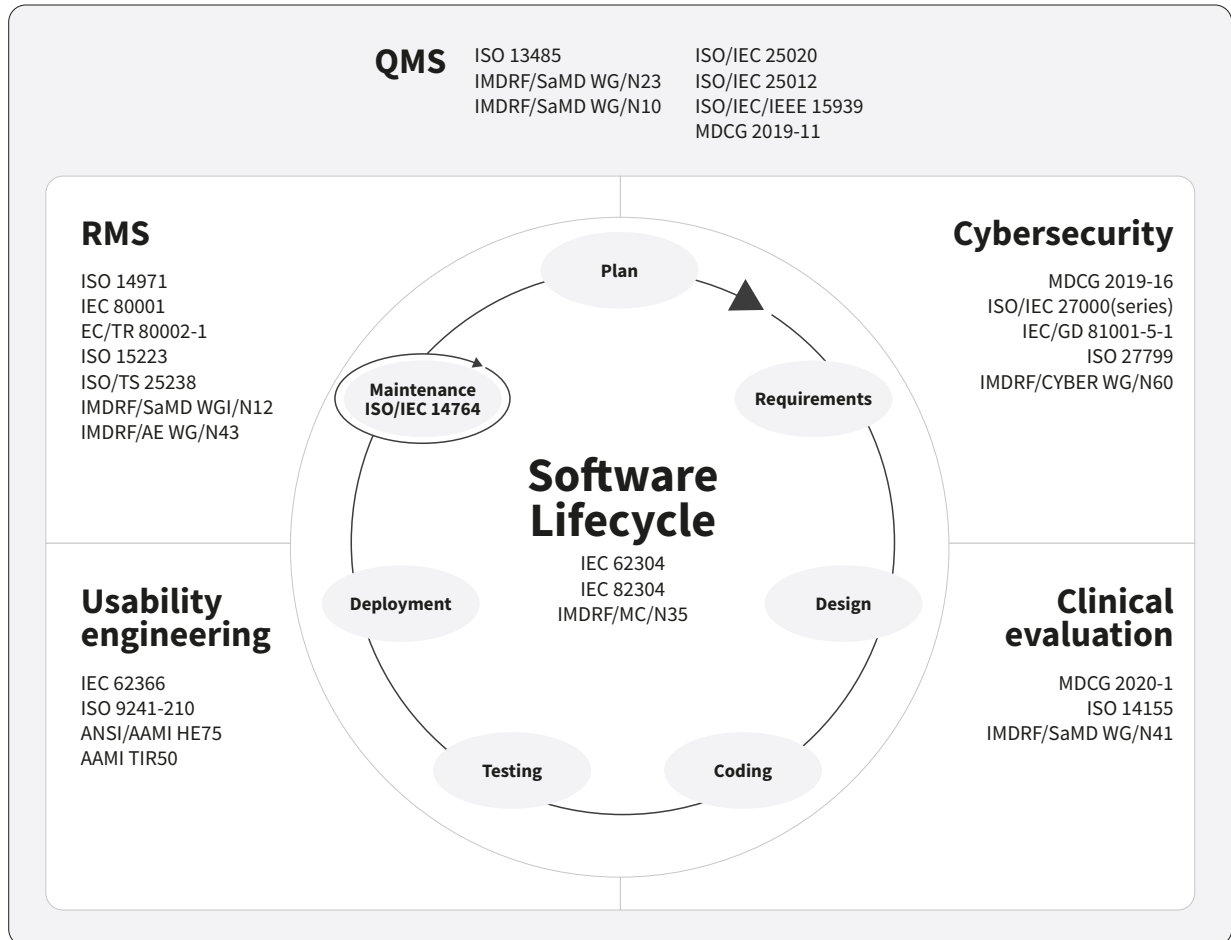 QMS
ISO 13485
IMDRF/SaMD WG/N23
IMDRF/SaMD WG/N10
ISO/IEC 25020
ISO/IEC 25012
ISO/IEC/IEEE 15939
MDCG 2019-11
RMS
ISO 14971
IEC 80001
EC/TR 80002-1
ISO 15223
ISO/TS 25238
IMDRF/SaMD WGI/N12
IMDRF/AE WG/N43
Cybersecurity
MDCG 2019-16
ISO/IEC 27000(series)
IEC/GD 81001-5-1
ISO 27799
IMDRF/CYBER WG/N60
Plan
Requirements
Design
Coding
Testing
Deployment
Maintenance
ISO/IEC 14764
Software
Lifecycle
IEC 62304
IEC 82304
IMDRF/MC/N35
Usability
engineering
IEC 62366
ISO 9241-210
ANSI/AAMI HE75
AAMI TIR50
Clinical
evaluation
MDCG 2020-1
ISO 14155
IMDRF/SaMD WG/N41